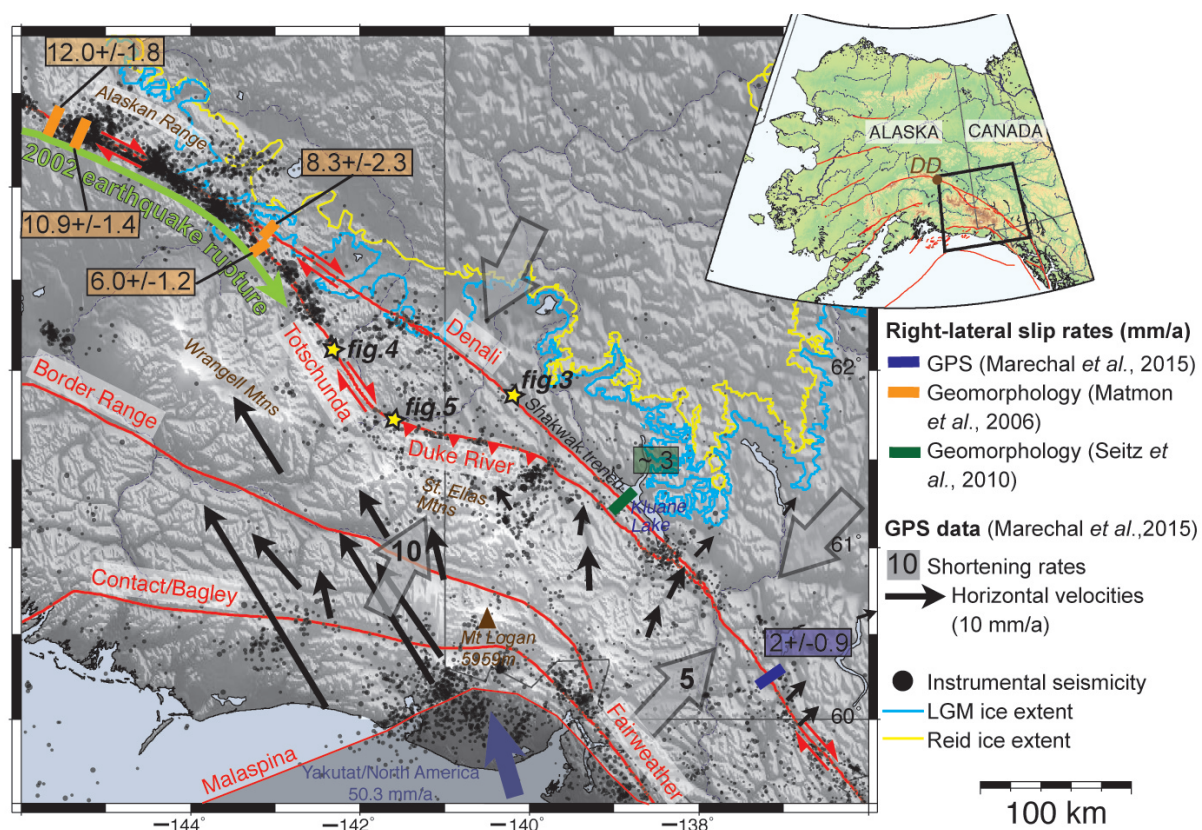 12.0+/-1.8
Alaskan Range
8.3+/-2.3
2002 earthquake rupture
10.9+/-1.4
6.0+/-1.2
ALASKA
CANADA
DD
Denali
62°
Totschunda
fig.4
Wrangell Mtns
Border Range
fig.3
fig.5
Shakwak trench
Duke River
~3
St. Elias
Mtns
Kluane
Lake
10
61°
Contact/Bagley
Mt Logan
5959m
2+/-0.9
5
60°
Fairweather
Malaspina
Yakutat/North America
50.3 mm/a
−144
−142
−140
−138
Right-lateral slip rates (mm/a)
GPS (Marechal et al., 2015)
Geomorphology (Matmon
et al., 2006)
Geomorphology (Seitz et
al., 2010)
GPS data (Marechal et al.,2015)
10 Shortening rates
Horizontal velocities
(10 mm/a)
Instrumental seismicity
LGM ice extent
Reid ice extent
100 km